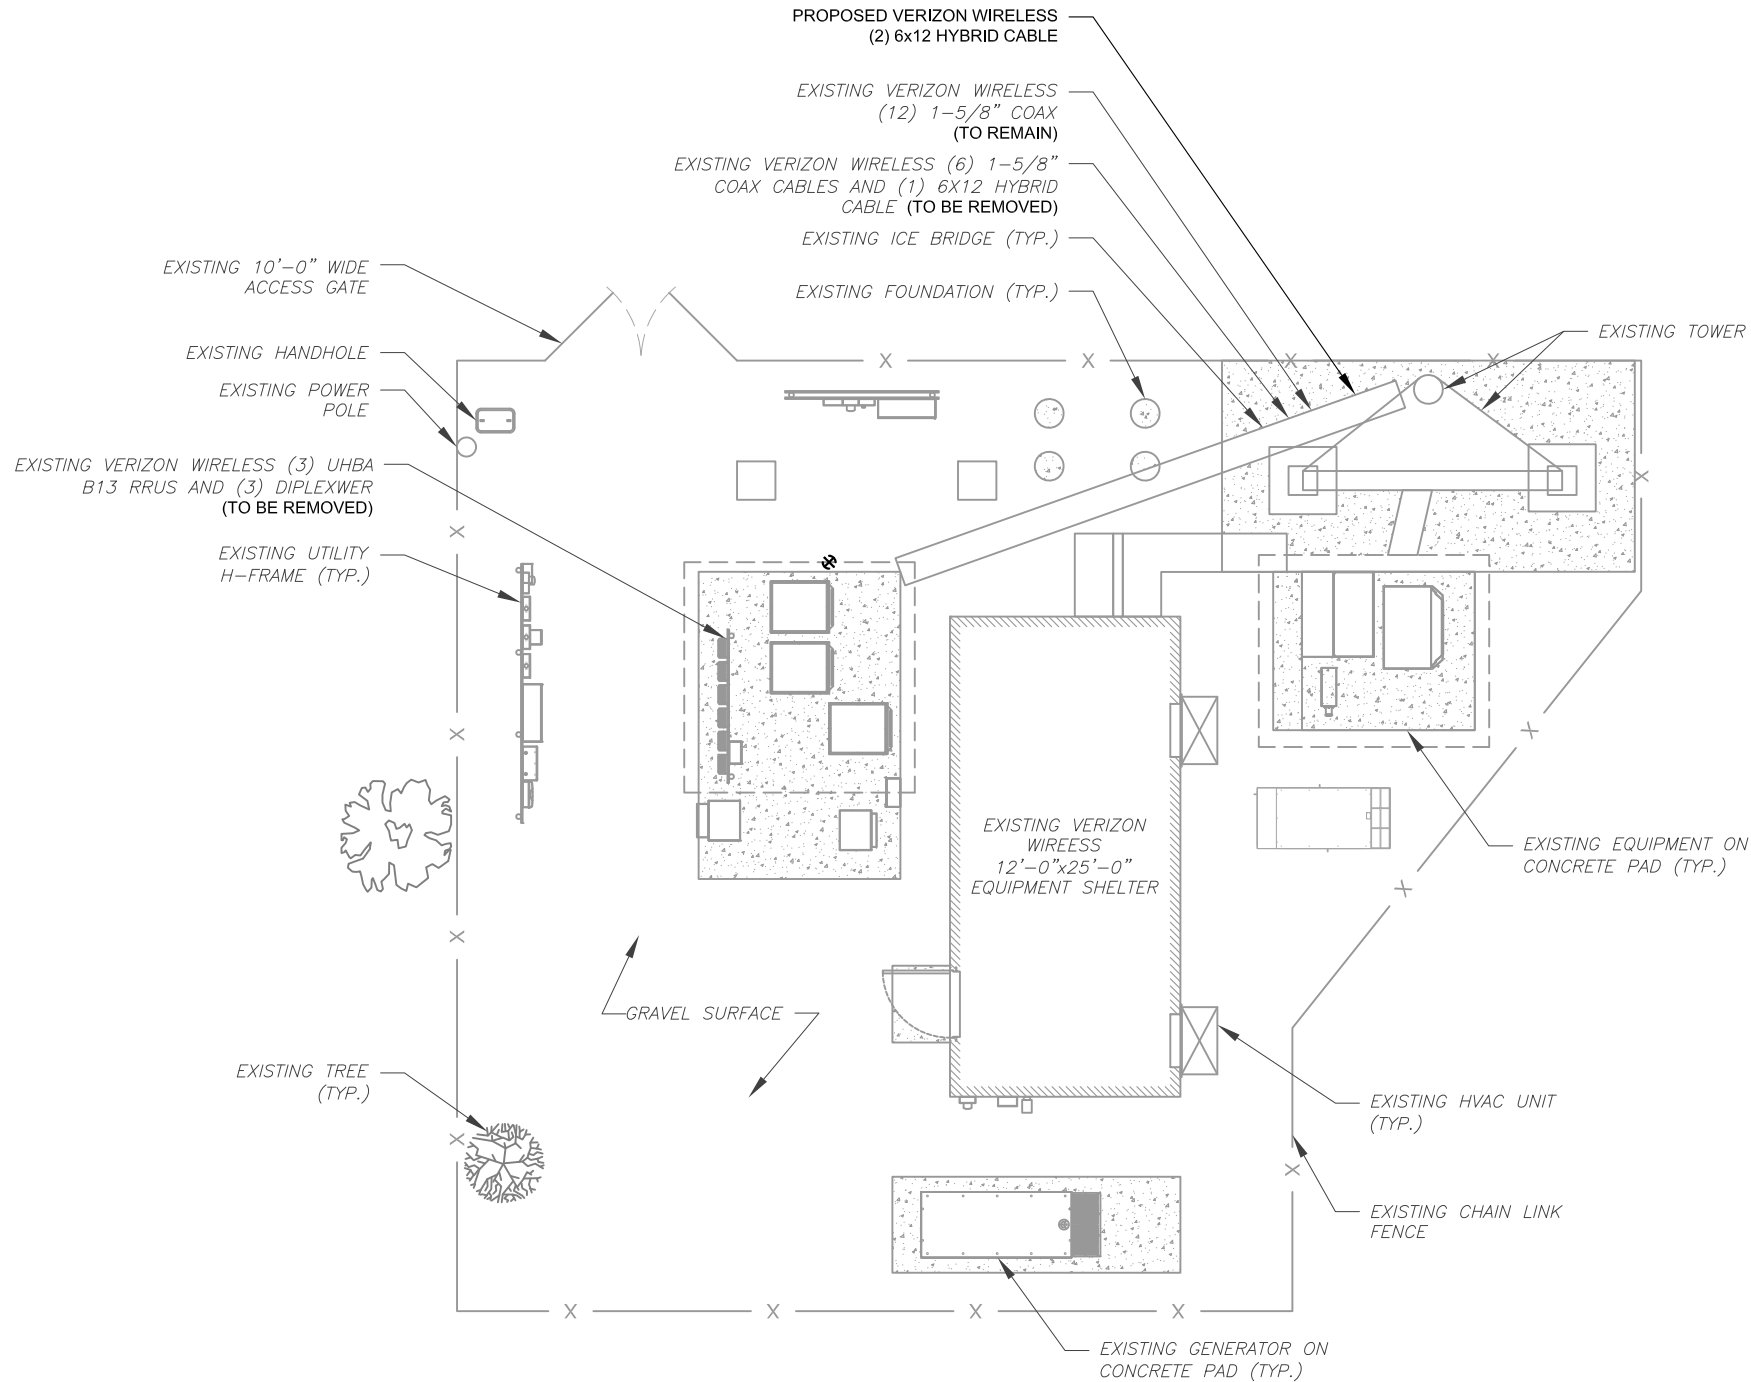 PROPOSED VERIZON WIRELESS
(2) 6x12 HYBRID CABLE
EXISTING VERIZON WIRELESS
(12) 1-5/8" COAX
(TO REMAIN)
EXISTING VERIZON WIRELESS (6) 1-5/8"
COAX CABLES AND (1) 6X12 HYBRID
CABLE (TO BE REMOVED)
EXISTING ICE BRIDGE (TYP.)
EXISTING FOUNDATION (TYP.)
EXISTING 10'-0" WIDE
ACCESS GATE
EXISTING HANDHOLE
EXISTING POWER
POLE
EXISTING VERIZON WIRELESS (3) UHBA
B13 RRUS AND (3) DIPLEXWER
(TO BE REMOVED)
EXISTING UTILITY
H-FRAME (TYP.)
EXISTING TOWER
EXISTING VERIZON
WIREESS
12'-0"x25'-0"
EQUIPMENT SHELTER
EXISTING EQUIPMENT ON
CONCRETE PAD (TYP.)
GRAVEL SURFACE
EXISTING TREE
(TYP.)
EXISTING HVAC UNIT
(TYP.)
EXISTING CHAIN LINK
FENCE
EXISTING GENERATOR ON
CONCRETE PAD (TYP.)